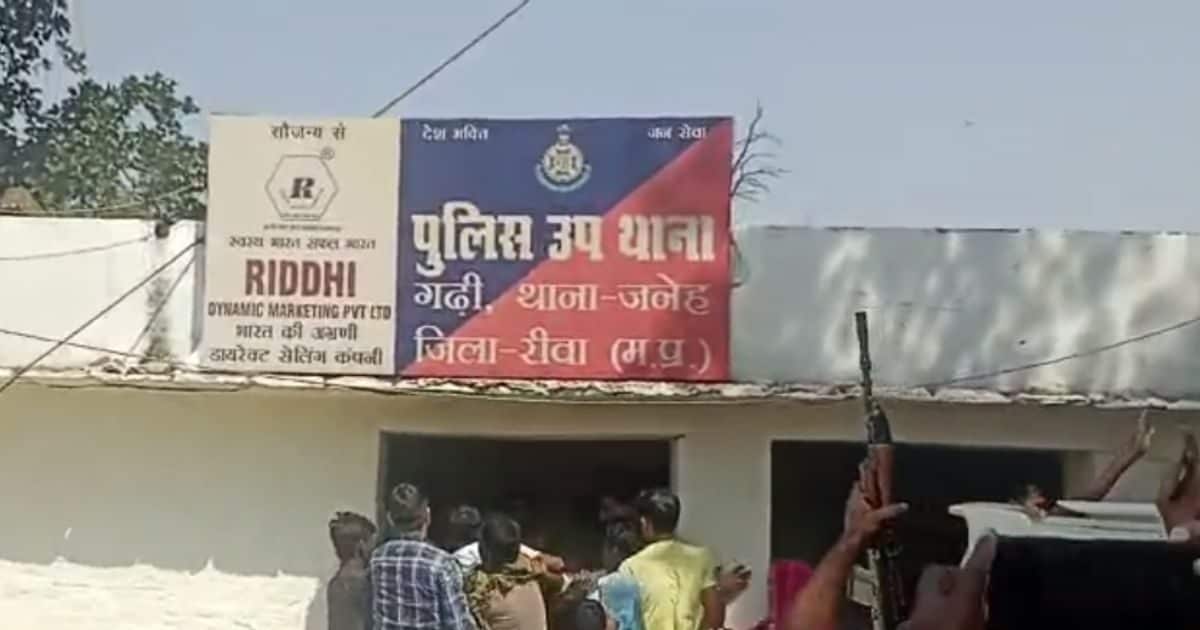 सौजन्य से
R
स्वस्थ भारत सफल भारत
RIDDHI
DYNAMIC MARKETING PVT LTD
भारत की अग्रणी
डायरेक्ट सेलिंग कंपनी
देश भक्ति
जन सेवा
पुलिस उप थाना
गढ़ी, थाना-जनेह
जिला-रीवा (म.प्र.)